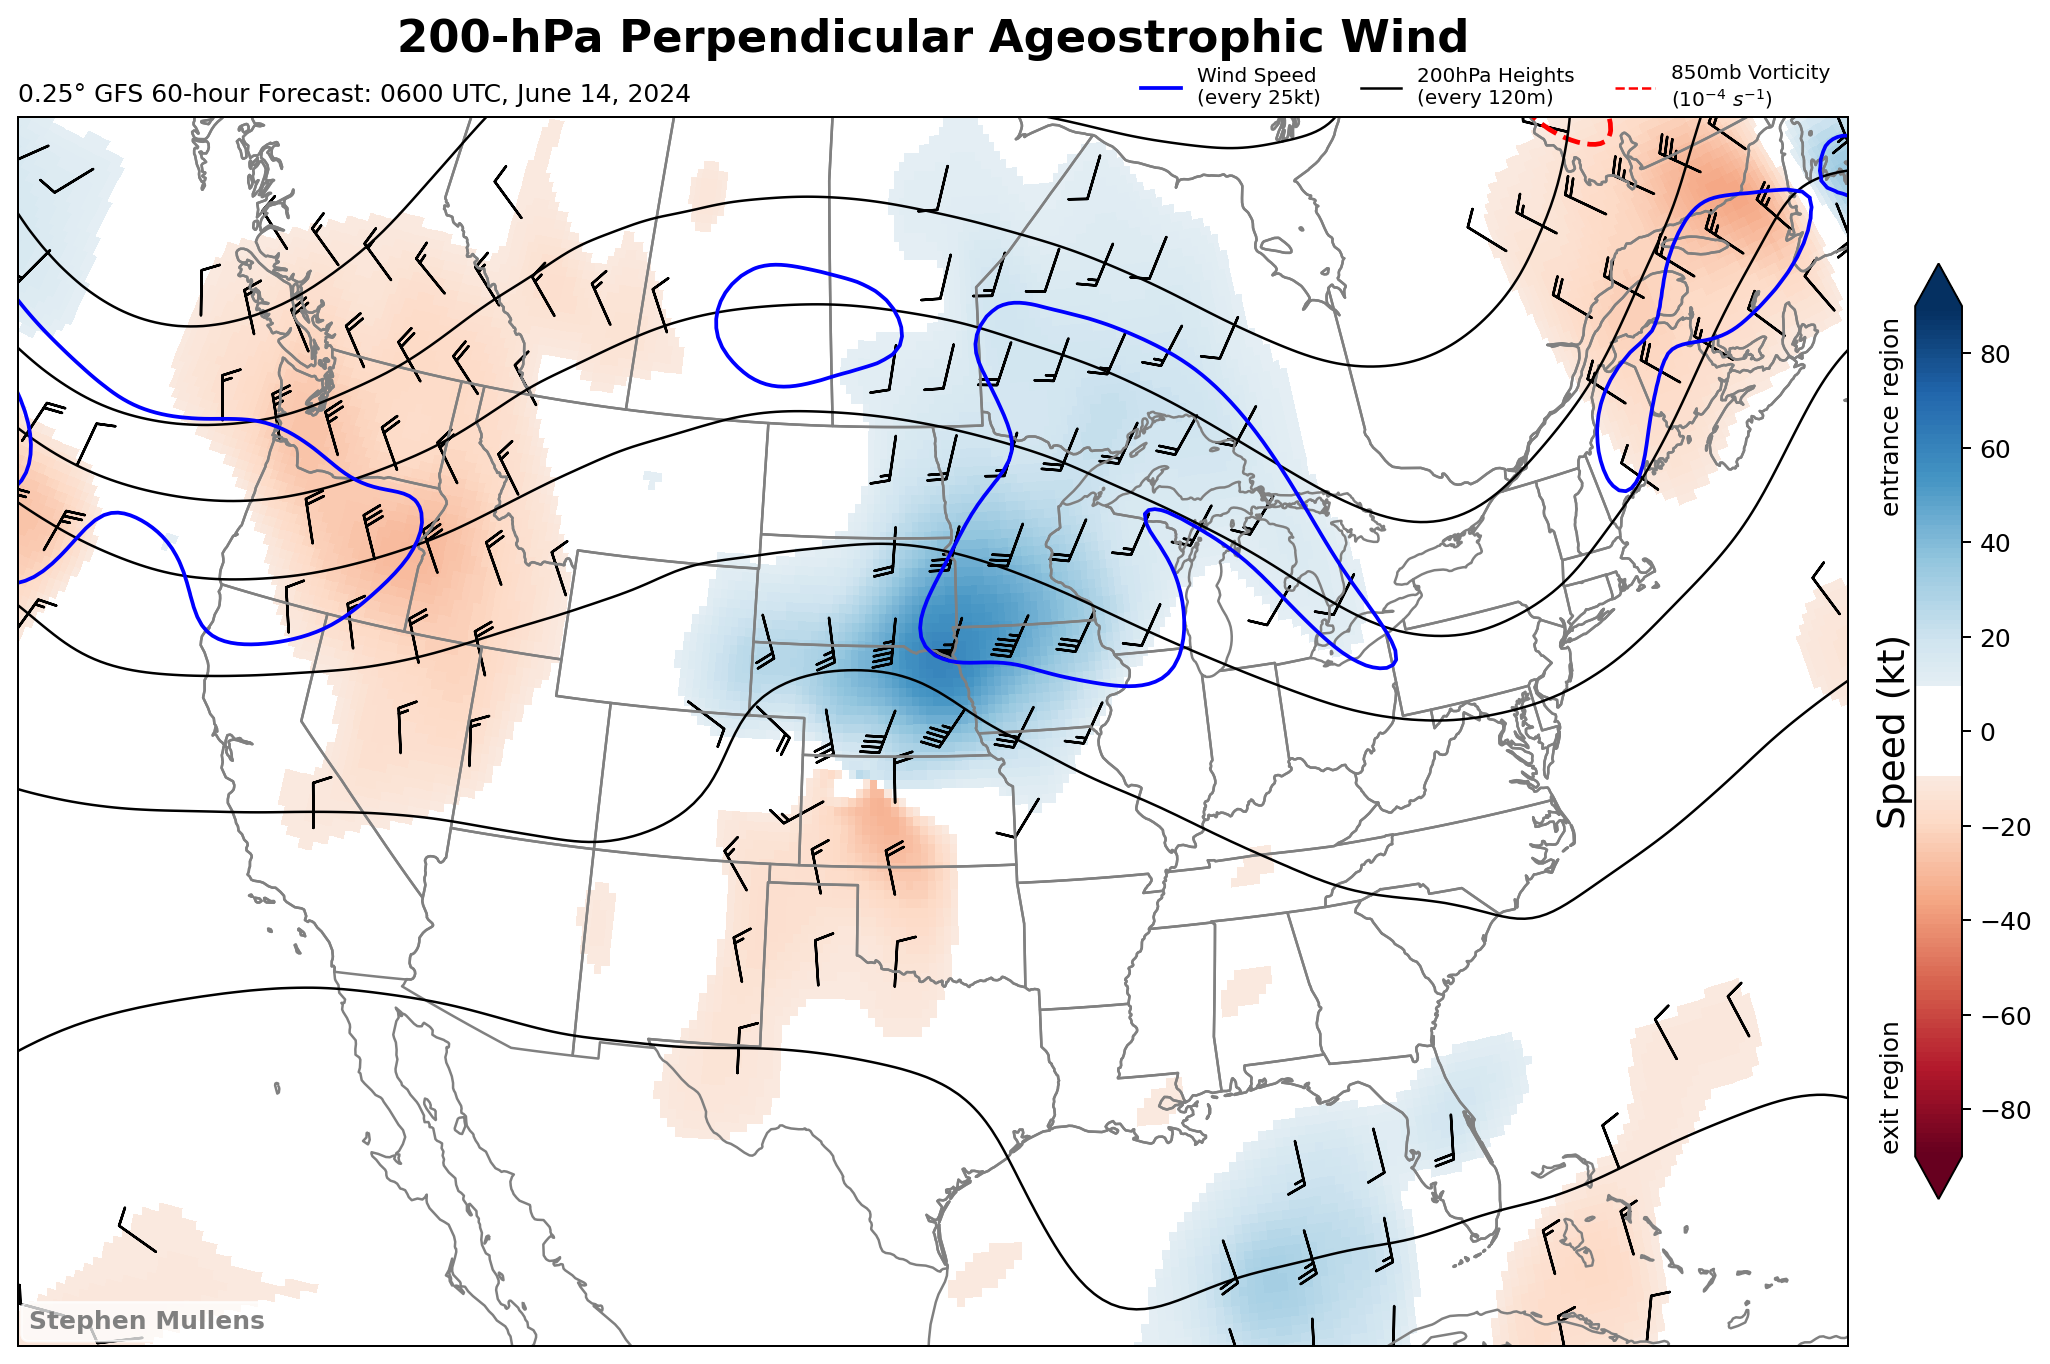 200-hPa Perpendicular Ageostrophic Wind
0.25° GFS 60-hour Forecast: 0600 UTC, June 14, 2024
Wind Speed
(every 25kt)
200hPa Heights
(every 120m)
850mb Vorticity
(10⁻⁴ s⁻¹)
entrance region
exit region
Speed (kt)
80
60
40
20
0
−20
−40
−60
−80
Stephen Mullens